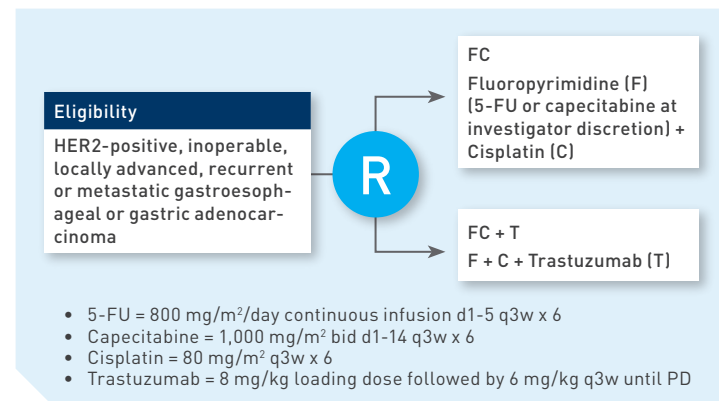 Eligibility
HER2-positive, inoperable,
locally advanced, recurrent
or metastatic gastroesoph-
ageal or gastric adenocar-
cinoma
R
FC
Fluoropyrimidine (F)
(5-FU or capecitabine at
investigator discretion) +
Cisplatin (C)
FC + T
F + C + Trastuzumab (T)
• 5-FU = 800 mg/m²/day continuous infusion d1-5 q3w x 6
• Capecitabine = 1,000 mg/m² bid d1-14 q3w x 6
• Cisplatin = 80 mg/m² q3w x 6
• Trastuzumab = 8 mg/kg loading dose followed by 6 mg/kg q3w until PD